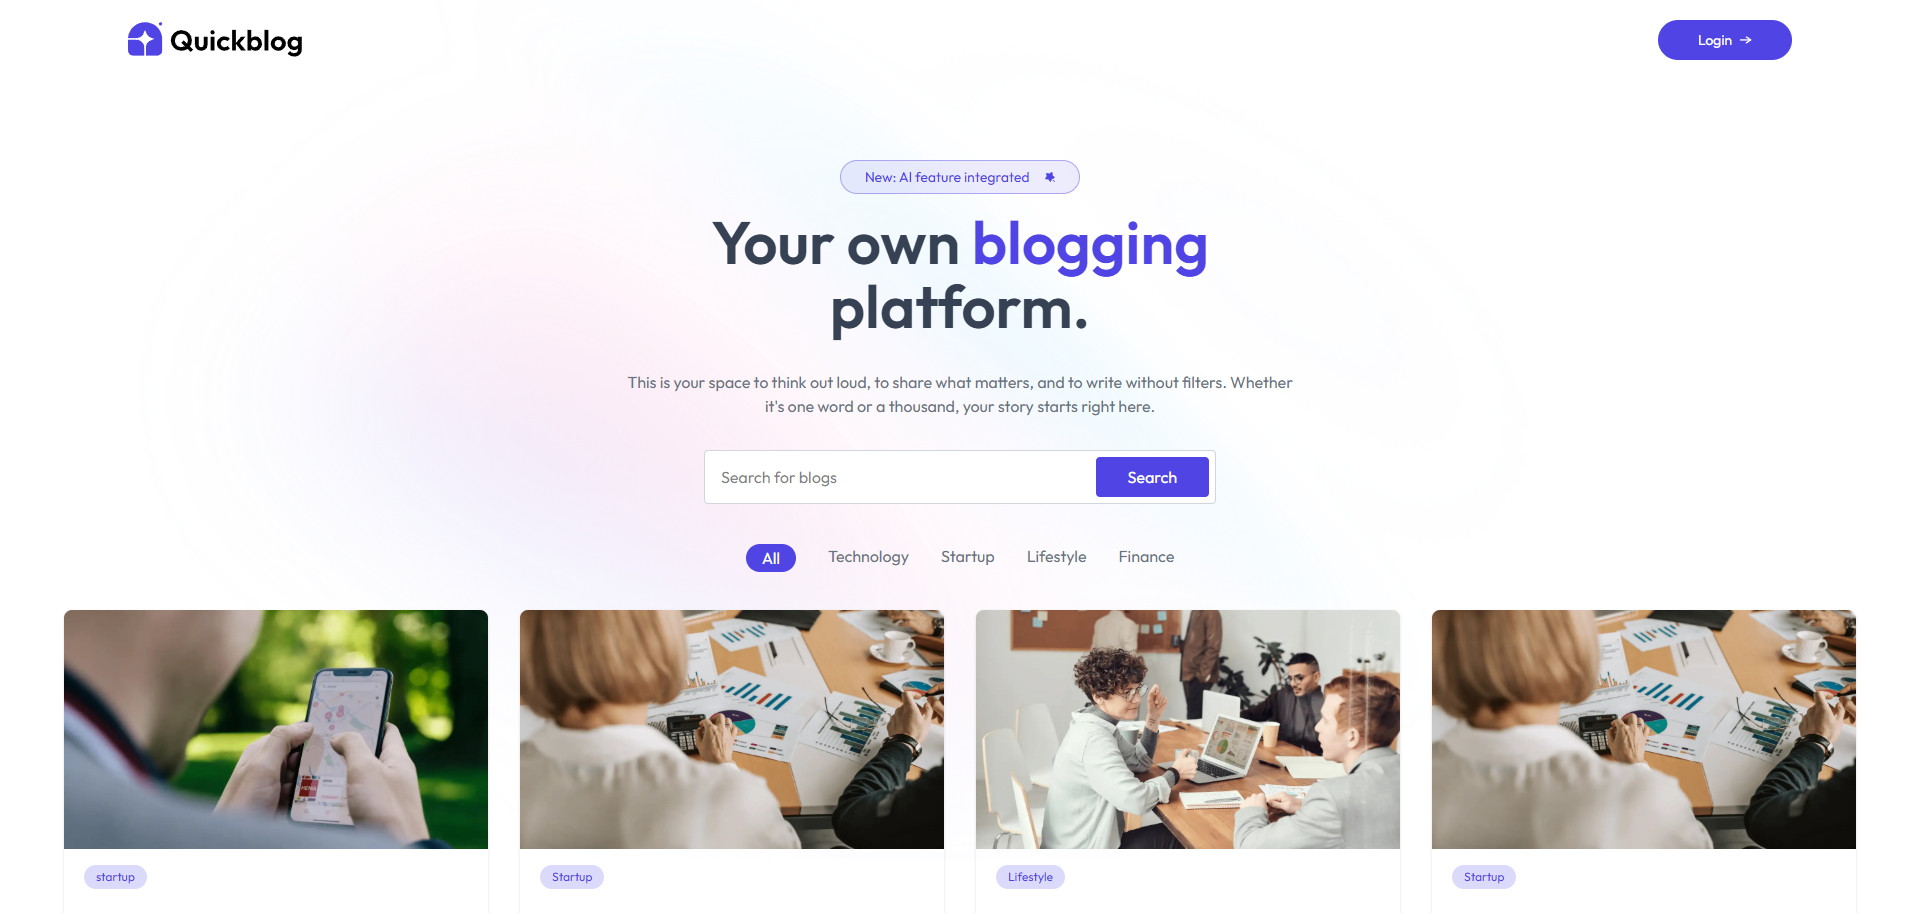 Quickblog
Login →
New: AI feature integrated
Your own blogging
platform.
This is your space to think out loud, to share what matters, and to write without filters. Whether
it's one word or a thousand, your story starts right here.
Search for blogs
Search
All Technology Startup Lifestyle Finance
startup
Startup
Lifestyle
Startup